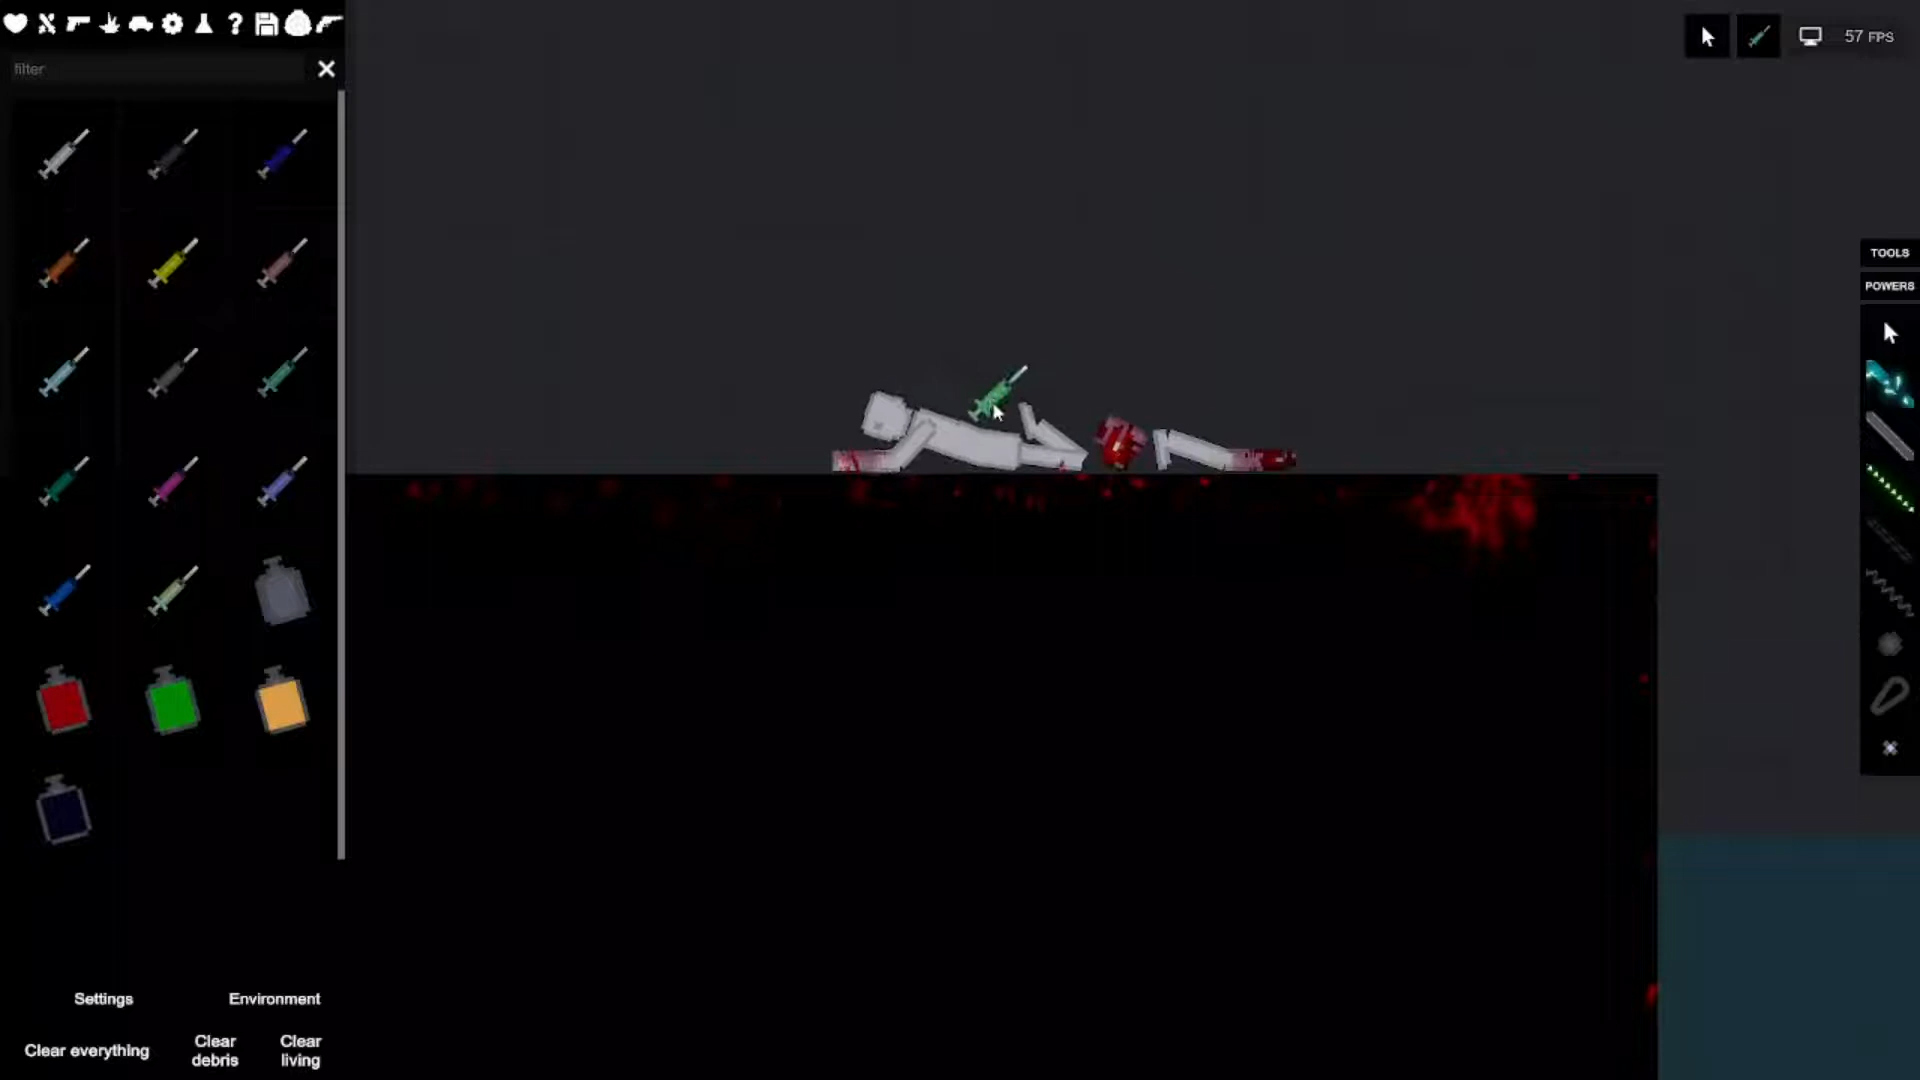 filter
57 FPS
TOOLS
POWERS
Settings
Environment
Clear everything
Clear
debris
Clear
living